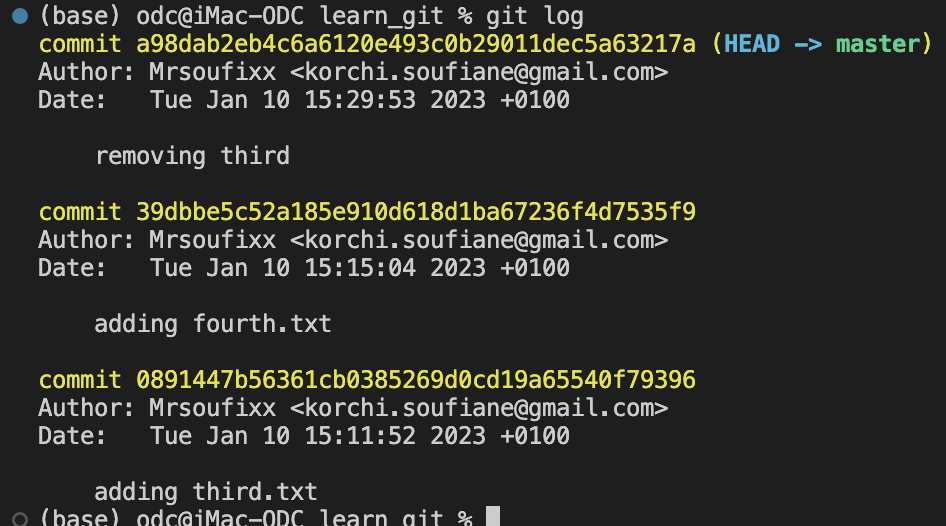 (base) odc@iMac-ODC learn_git % git log
commit a98dab2eb4c6a6120e493c0b29011dec5a63217a (HEAD -> master)
Author: Mrsoufixx <korchi.soufiane@gmail.com>
Date:   Tue Jan 10 15:29:53 2023 +0100
removing third
commit 39dbbe5c52a185e910d618d1ba67236f4d7535f9
Author: Mrsoufixx <korchi.soufiane@gmail.com>
Date:   Tue Jan 10 15:15:04 2023 +0100
adding fourth.txt
commit 0891447b56361cb0385269d0cd19a65540f79396
Author: Mrsoufixx <korchi.soufiane@gmail.com>
Date:   Tue Jan 10 15:11:52 2023 +0100
adding third.txt
(base) odc@iMac-ODC learn_git %